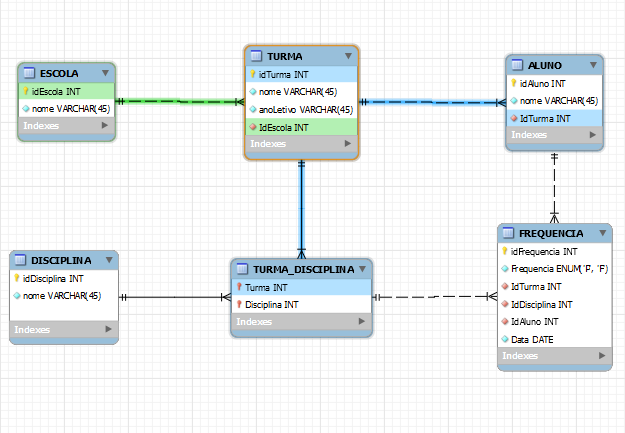 ESCOLA
idEscola INT
nome VARCHAR(45)
Indexes
TURMA
idTurma INT
nome VARCHAR(45)
anoLetivo VARCHAR(45)
IdEscola INT
Indexes
ALUNO
idAluno INT
nome VARCHAR(45)
IdTurma INT
Indexes
DISCIPLINA
idDisciplina INT
nome VARCHAR(45)
Indexes
TURMA_DISCIPLINA
Turma INT
Disciplina INT
Indexes
FREQUENCIA
idFrequencia INT
Frequencia ENUM('P', 'F')
IdTurma INT
IdDisciplina INT
IdAluno INT
Data DATE
Indexes